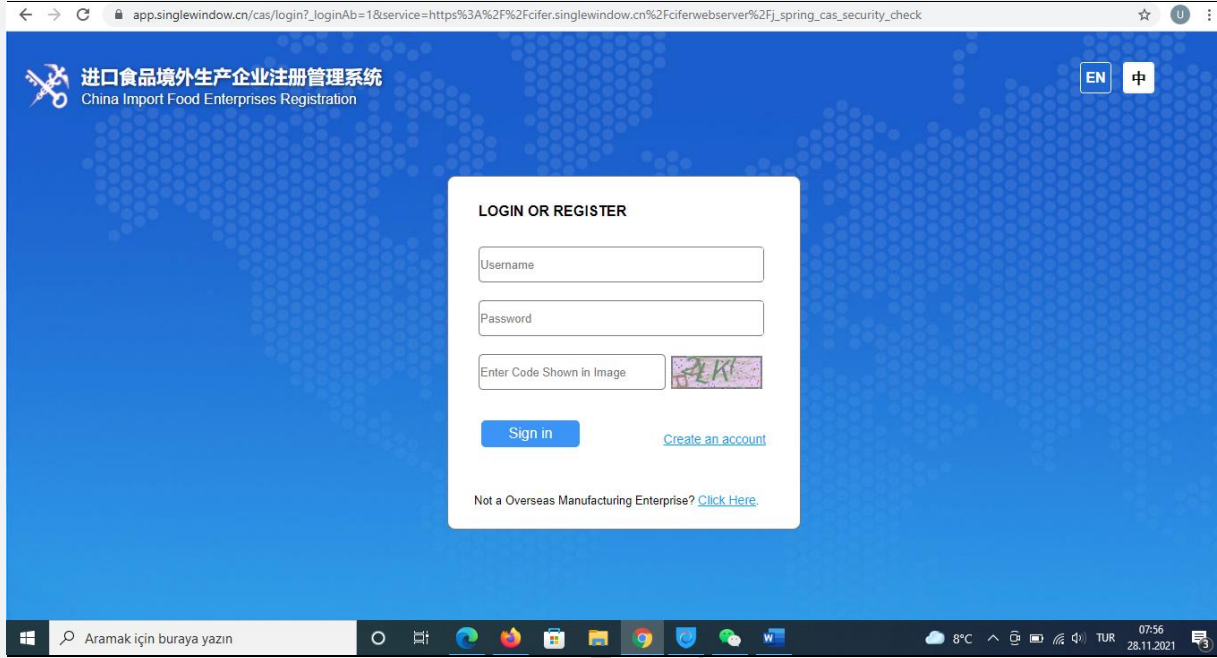 app.singlewindow.cn/cas/login?_loginAb=1&service=https%3A%2F%2Fcifer.singlewindow.cn%2Fciferwebserver%2Fj_spring_cas_security_check
U
进口食品境外生产企业注册管理系统
China Import Food Enterprises Registration
EN 中
LOGIN OR REGISTER
Username
Password
Enter Code Shown in Image
Sign in
Create an account
Not a Overseas Manufacturing Enterprise? Click Here.
Aramak için buraya yazın
8°C
TUR
07:56
28.11.2021
3